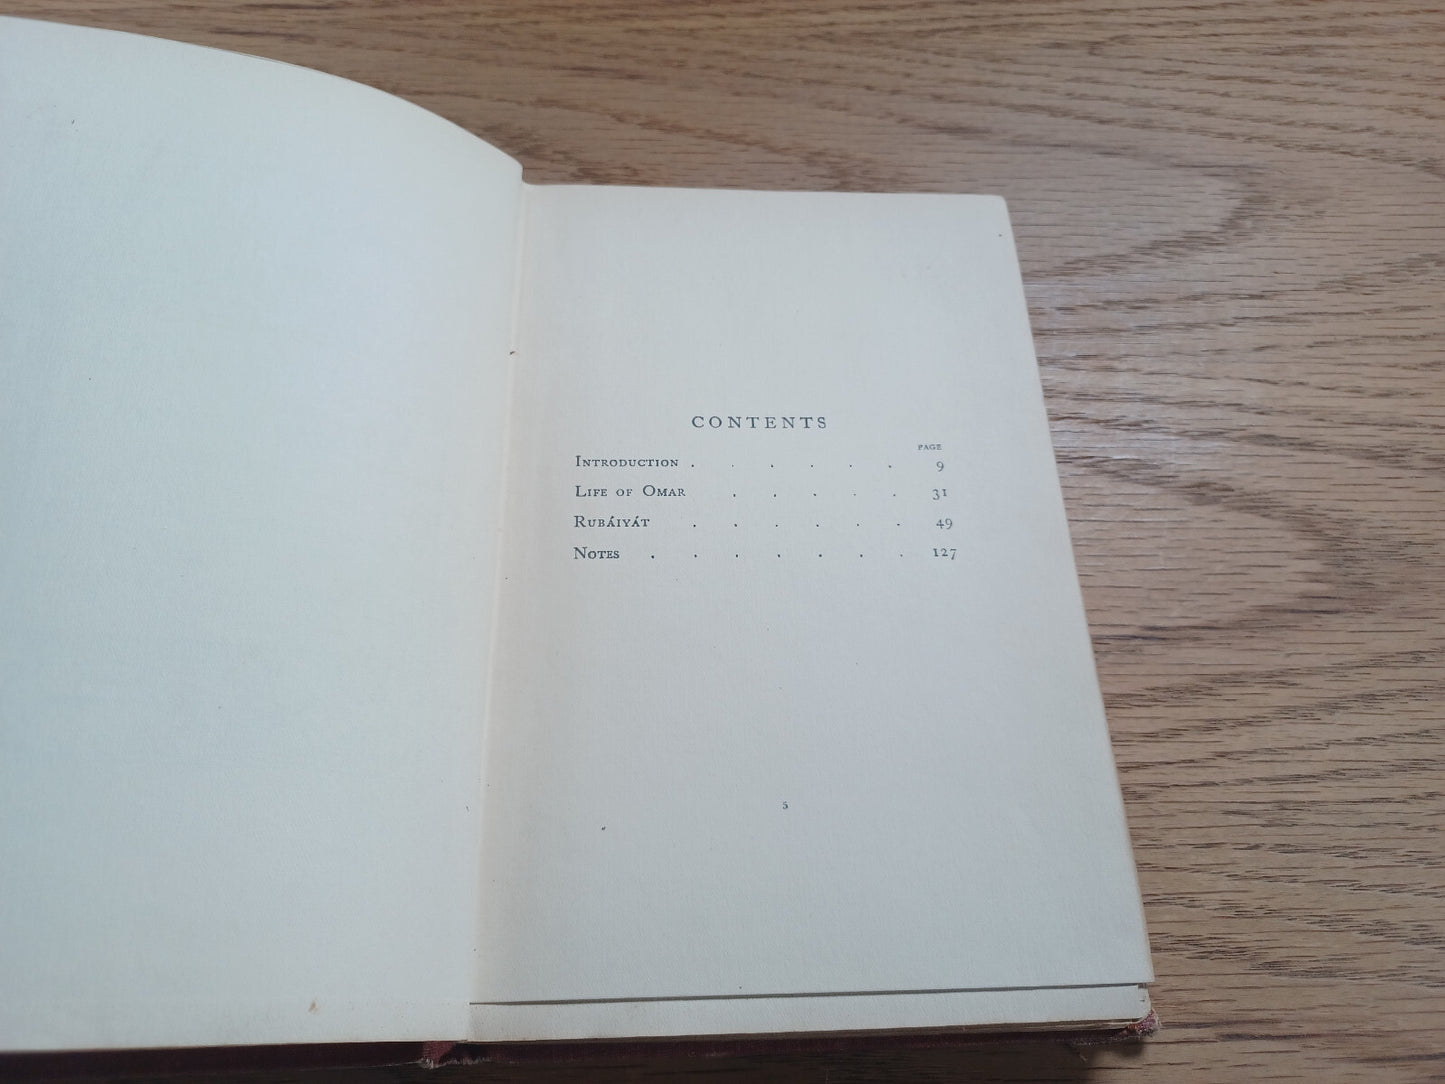 CONTENTS
PAGE
INTRODUCTION . . . . . . 9
LIFE OF OMAR . . . . . 31
RUBÁIYÁT . . . . . . 49
NOTES . . . . . . . 127
5